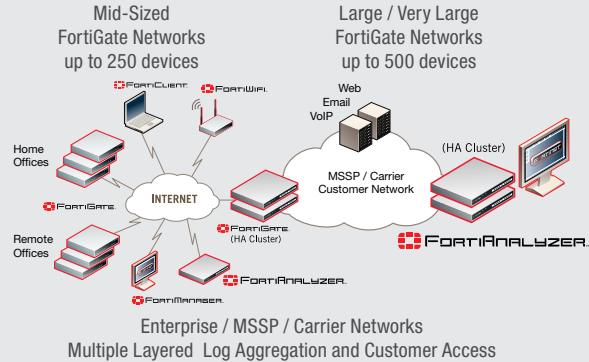 Mid-Sized
FortiGate Networks
up to 250 devices
Large / Very Large
FortiGate Networks
up to 500 devices
FORTICLIENT.
FORTIWIFI.
Web
Email
VoIP
Home
Offices
(HA Cluster)
MSSP / Carrier
Customer Network
INTERNET
FORTIGATE.
FORTIGATE.
(HA Cluster)
Remote
Offices
FORTIANALYZER.
FORTIANALYZER.
FORTIMANAGER.
Enterprise / MSSP / Carrier Networks
Multiple Layered Log Aggregation and Customer Access